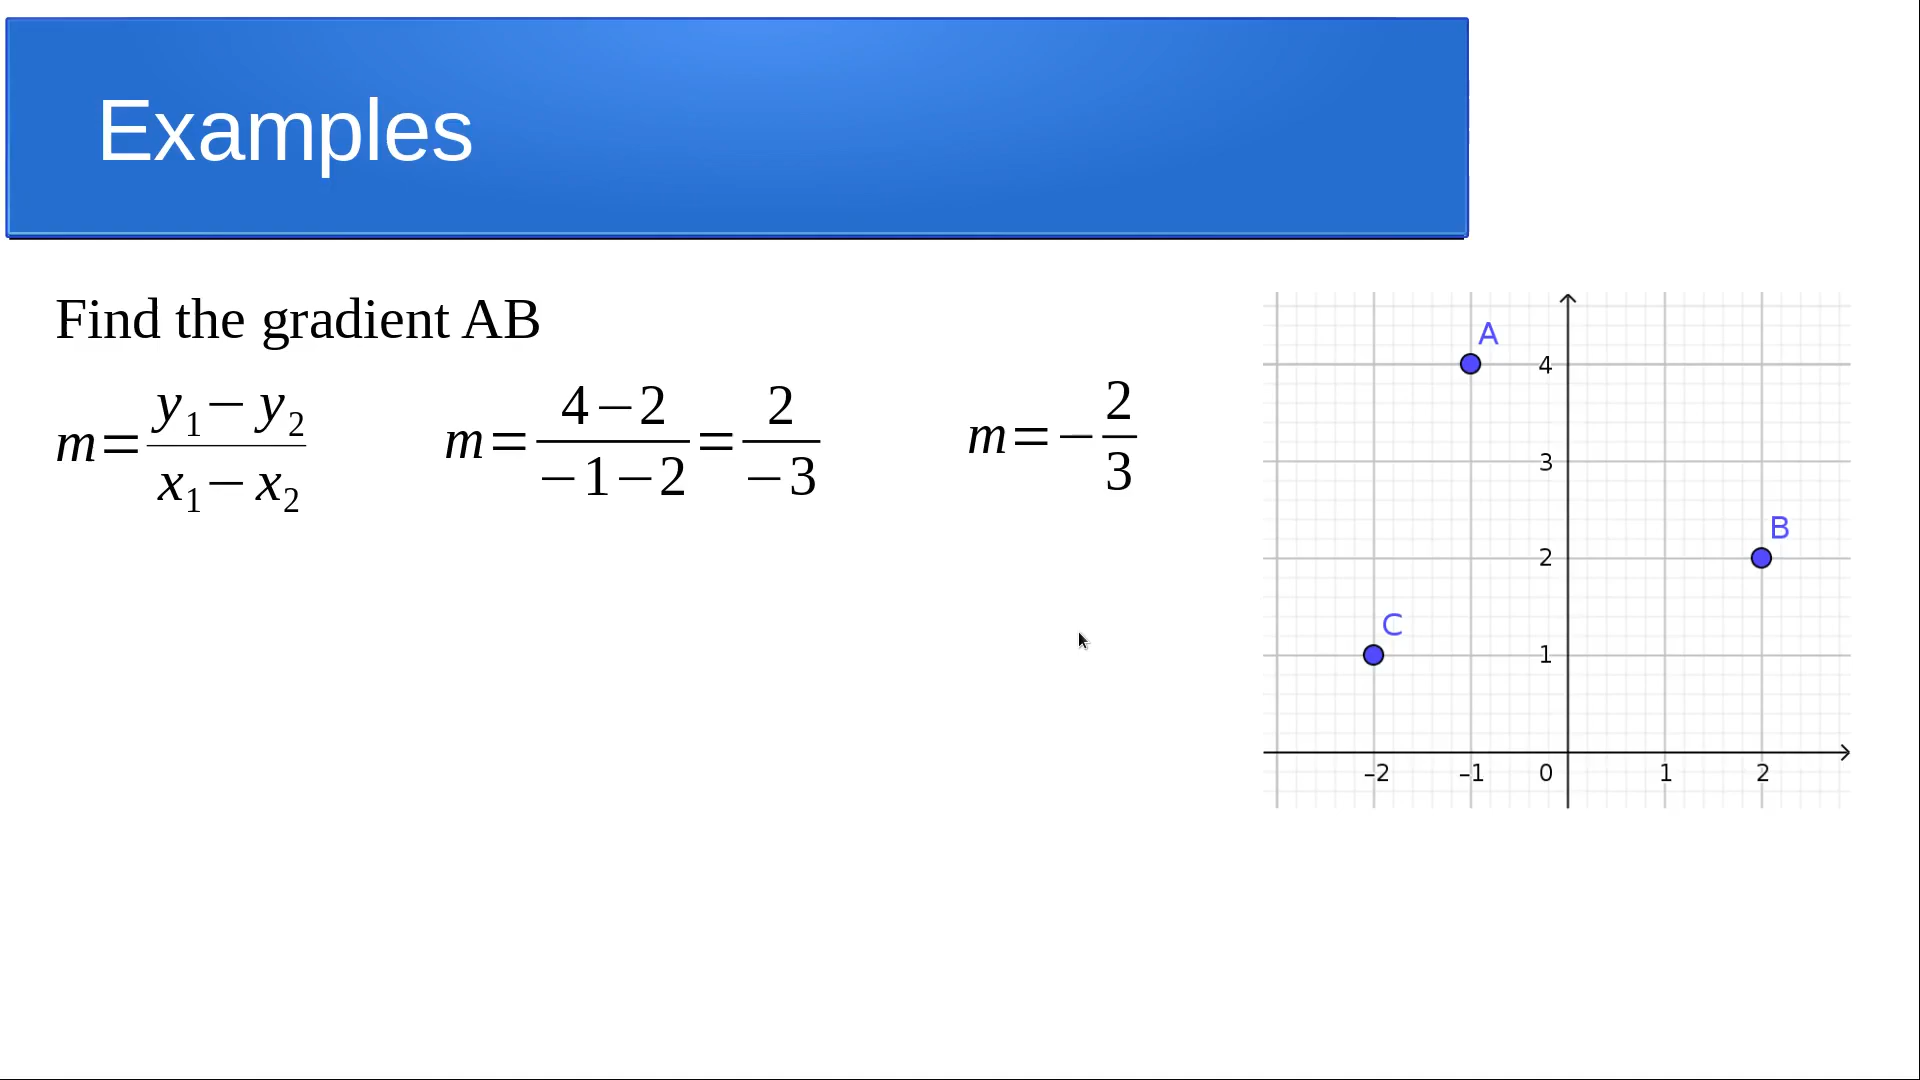 Examples
Find the gradient AB
m = (y₁ − y₂)/(x₁ − x₂)
m = (4 − 2)/(−1 − 2) = 2/(−3)
m = −2/3
A
4
3
B
2
C
1
–2 –1 0 1 2